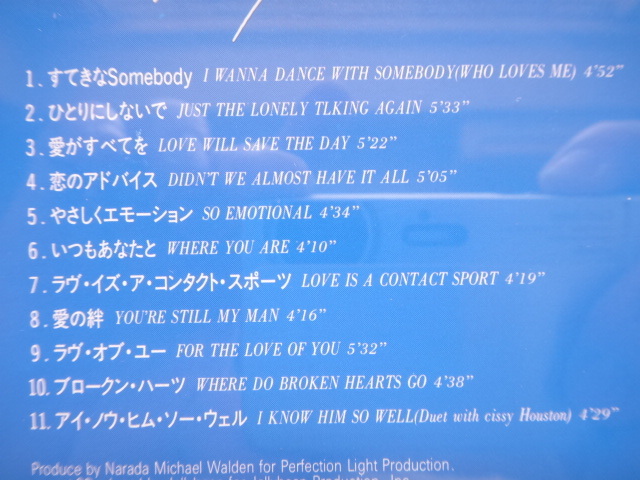 1. すてきなSomebody I WANNA DANCE WITH SOMEBODY(WHO LOVES ME) 4'52"
2. ひとりにしないで JUST THE LONELY TLKING AGAIN 5'33"
3. 愛がすべてを LOVE WILL SAVE THE DAY 5'22"
4. 恋のアドバイス DIDN'T WE ALMOST HAVE IT ALL 5'05"
5. やさしくエモーション SO EMOTIONAL 4'34"
6. いつもあなたと WHERE YOU ARE 4'10"
7. ラヴ・イズ・ア・コンタクト・スポーツ LOVE IS A CONTACT SPORT 4'19"
8. 愛の絆 YOU'RE STILL MY MAN 4'16"
9. ラヴ・オブ・ユー FOR THE LOVE OF YOU 5'32"
10. ブロークン・ハーツ WHERE DO BROKEN HEARTS GO 4'38"
11. アイ・ノウ・ヒム・ソー・ウェル I KNOW HIM SO WELL(Duet with cissy Houston) 4'29"
Produce by Narada Michael Walden for Perfection Light Production.